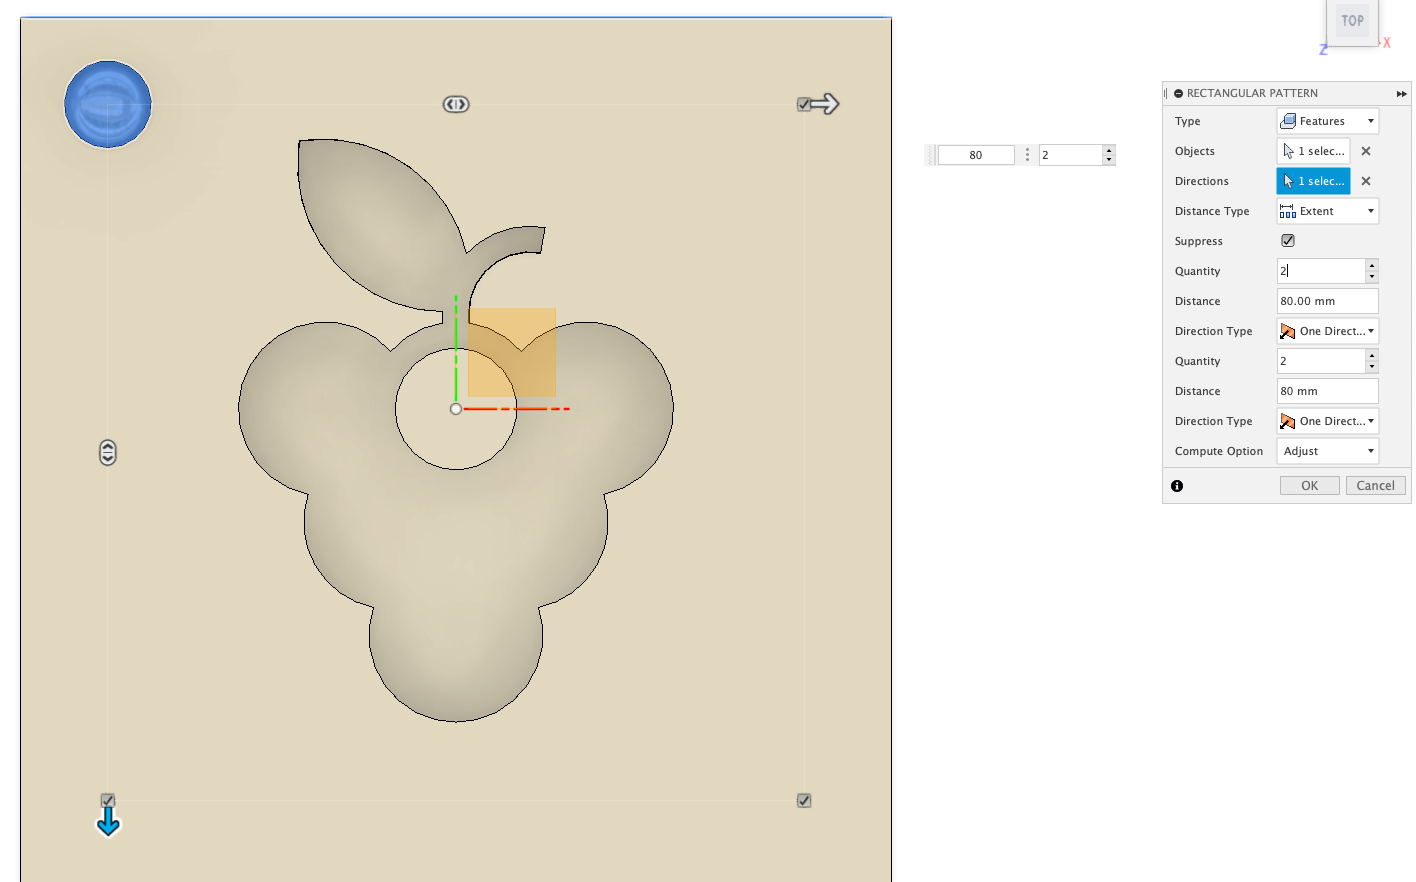 TOP
Z
X
RECTANGULAR PATTERN
Type Features
80 2
Objects 1 selec...
Directions 1 selec...
Distance Type Extent
Suppress
Quantity 2
Distance 80.00 mm
Direction Type One Direct...
Quantity 2
Distance 80 mm
Direction Type One Direct...
Compute Option Adjust
OK Cancel